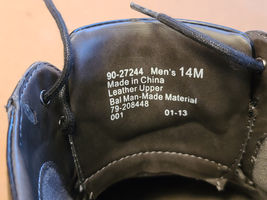 90-27244 Men's 14M
Made in China
Leather Upper
Bal Man-Made Material
79-208448
001 01-13